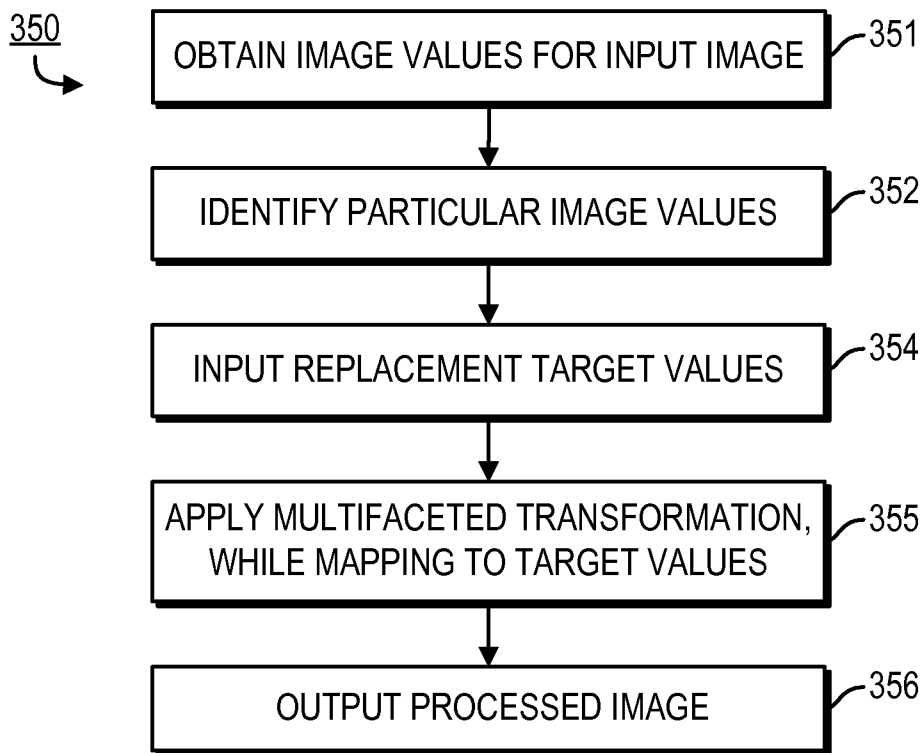 350
OBTAIN IMAGE VALUES FOR INPUT IMAGE
351
IDENTIFY PARTICULAR IMAGE VALUES
352
INPUT REPLACEMENT TARGET VALUES
354
APPLY MULTIFACETED TRANSFORMATION,
WHILE MAPPING TO TARGET VALUES
355
OUTPUT PROCESSED IMAGE
356